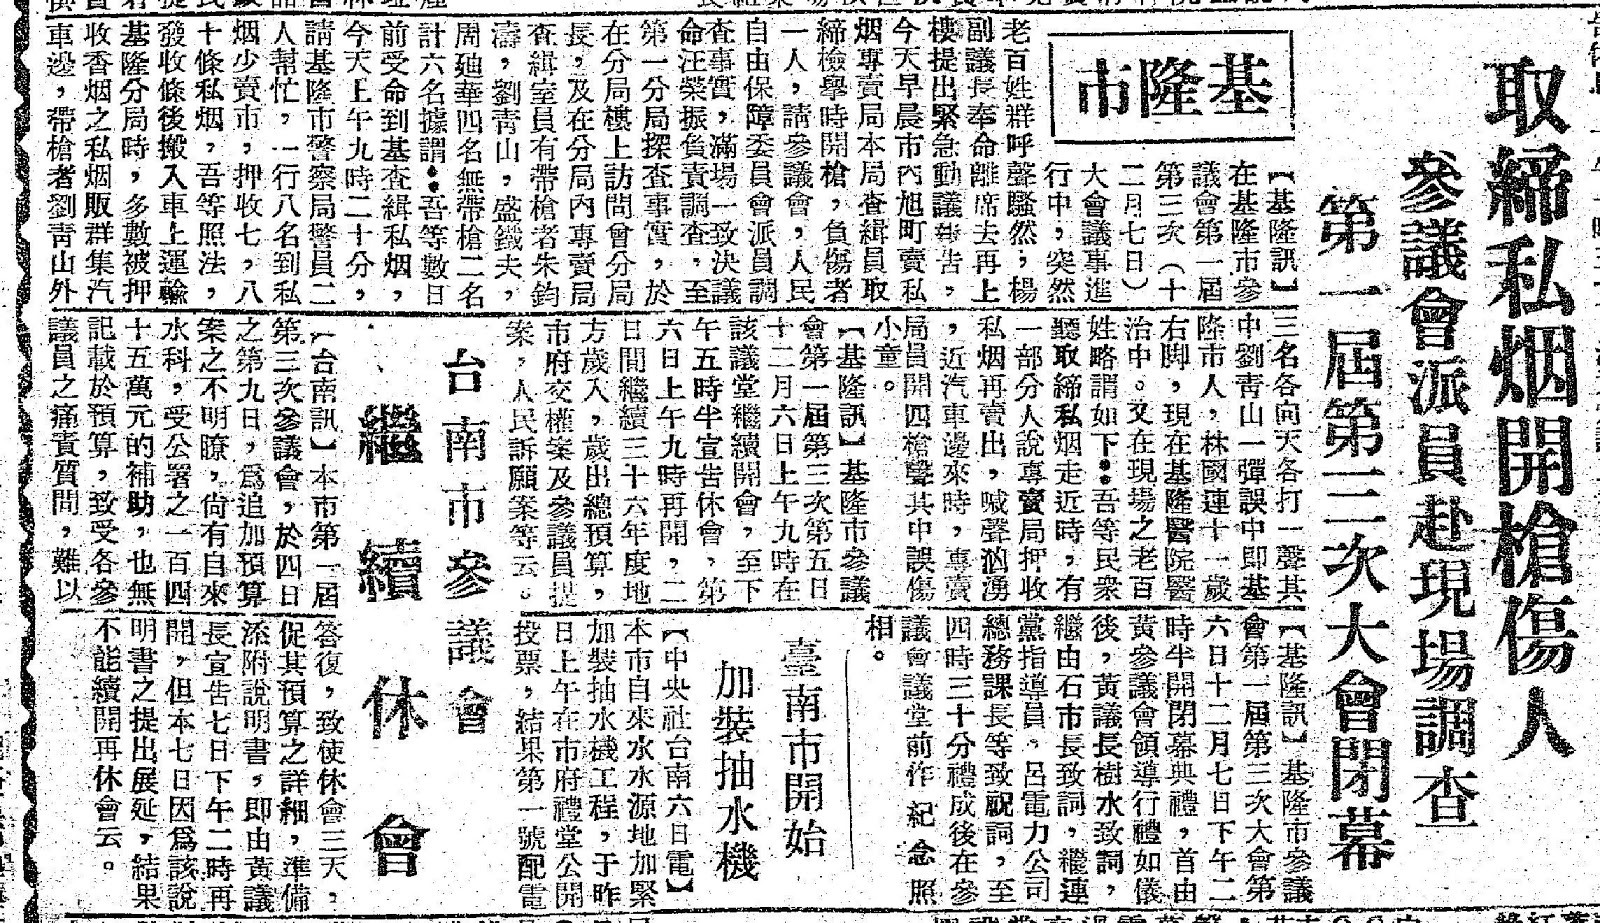 取締私烟開槍傷人
參議會派員赴現場調查
第一屆第三次大會閉幕
基隆市
【基隆訊】
在基隆市參
議會第一屆
第三次（十
二月七日）
大會議事進
行中，突然
老百姓群呼聲騷然，楊
副議長奉命離席去再上
樓提出緊急動議報告，
今天早晨市內旭町賣私
烟專賣局本局查緝員取
締檢舉時開槍，負傷者
一人，請參議會，人民
自由保障委員會派員調
查事實，滿場一致決議
命汪榮振負責調查，至
第一分局探查事實，於
在分局樓上訪問曾分局
長，及在分局內專賣局
查緝室員有帶槍者朱鈞
濤，劉青山，盛鐵夫，
周廸華四名無帶槍二名
計六名據謂：吾等數日
前受命到基查緝私烟，
今天上午九時二十分，
請基隆市警察局警員二
人幫忙，一行八名到私
烟少賣市，押收七，八
十條私烟，吾等照法，
發收條後搬入車上運輸
基隆分局時，多數被押
收香烟之私烟販群集汽
車邊，帶槍者劉青山外
三名各向天各打一聲其
中劉青山一彈誤中即基
隆市人，林國連十一歲
右脚，現在基隆醫院醫
治中。又在現場之老百
姓略謂如下：吾等民衆
聽取締私烟走近時，有
一部分人說專賣局押收
私烟再賣出，喊聲洶湧
，近汽車邊來時，專賣
局員開四槍聲其中誤傷
小童。
【基隆訊】基隆市參議
會第一屆第三次第五日
十二月六日上午九時在
該議堂繼續開會，至下
午五時半宣告休會，第
六日上午九時再開，二
日間繼續三十六年度地
方歲入，歲出總預算，
市府交權案及參議員提
案，人民訴願案等云。
【基隆訊】基隆市參議
會第一屆第三次大會第
六日十二月七日下午二
時半開閉幕典禮，首由
黃參議會領導行禮如儀
後，黃議長樹水致詞，
繼由石市長致詞，繼連
黨指導員。呂電力公司
總務課長等致祝詞，至
四時三十分禮成後在參
議會議堂前作紀念照
相。
臺南市開始
加裝抽水機
【中央社台南六日電】
本市自來水水源地加緊
加裝抽水機工程，于昨
日上午在市府禮堂公開
投票，結果第一號配電
台南市參議會
繼續休會
【台南訊】本市第一屆
第三次參議會，於四日
之第九日，爲追加預算
案之不明瞭，尙有自來
水科，受公署之一百四
十五萬元的補助，也無
記載於預算，致受各參
議員之痛責質問，難以
答復，致使休會三天，
促其預算之詳細，準備
添附說明書，即由黃議
長宣告七日下午二時再
開，但本七日因爲該說
明書之提出展延，結果
不能續開再休會云。